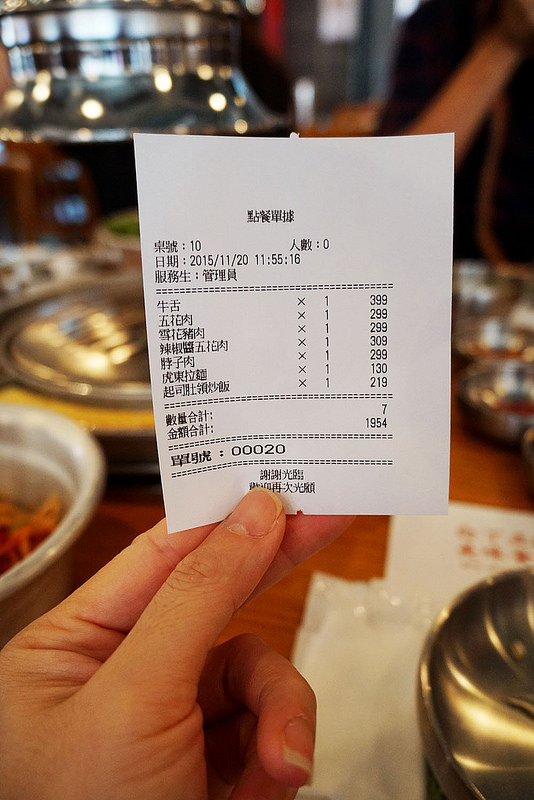 點餐單據
桌號：10 人數：0
日期：2015/11/20 11:55:16
服務生：管理員
牛舌 × 1 399
五花肉 × 1 299
雪花豬肉 × 1 299
辣椒醬五花肉 × 1 309
脖子肉 × 1 299
虎東拉麵 × 1 130
起司肚領炒飯 × 1 219
數量合計： 7
金額合計： 1954
單號：00020
謝謝光臨
歡迎再次光顧